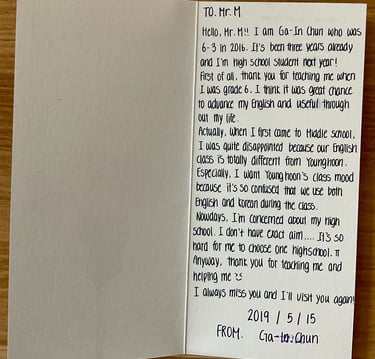 TO. Mr. M
Hello, Mr. M!! I am Ga-In Chun who was
6-3 in 2016. It's been three years already
and I'm high school student next year!
First of all, thank you for teaching me when
I was grade 6. I think it was great chance
to advance my English and useful through
out my life.
Actually, When I first came to Middle school,
I was quite disappointed because our English
class is totally different from Younghoon.
Especially, I want Younghoon's class mood
because it's so confused that we use both
English and Korean during the class.
Nowdays, I'm concerned about my high
school. I don't have exact aim.... It's so
hard for me to choose one highschool. ㅠ
Anyway, thank you for teaching me and
helping me
I always miss you and I'll visit you again!
2019 / 5 / 15
FROM. Ga-In Chun